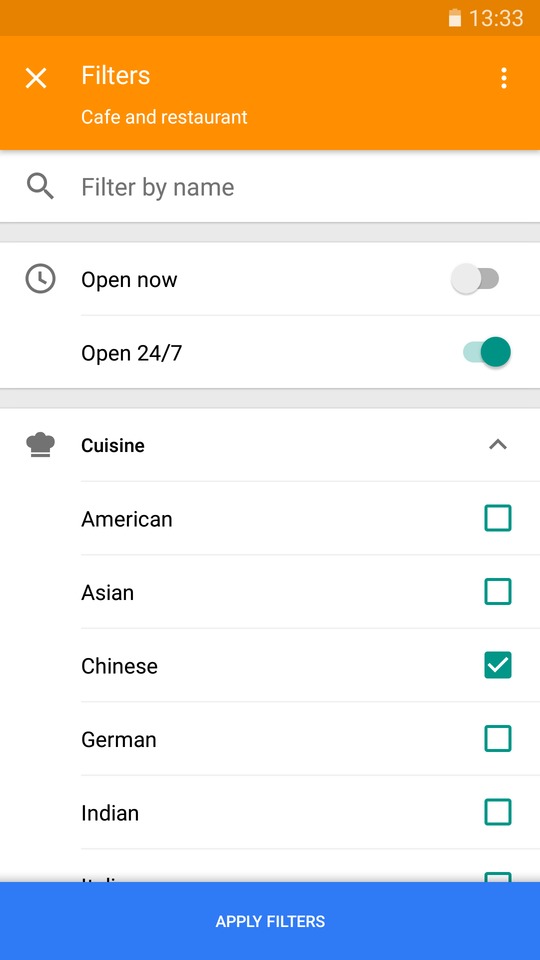 13:33
Filters
Cafe and restaurant
Filter by name
Open now
Open 24/7
Cuisine
American
Asian
Chinese
German
Indian
APPLY FILTERS